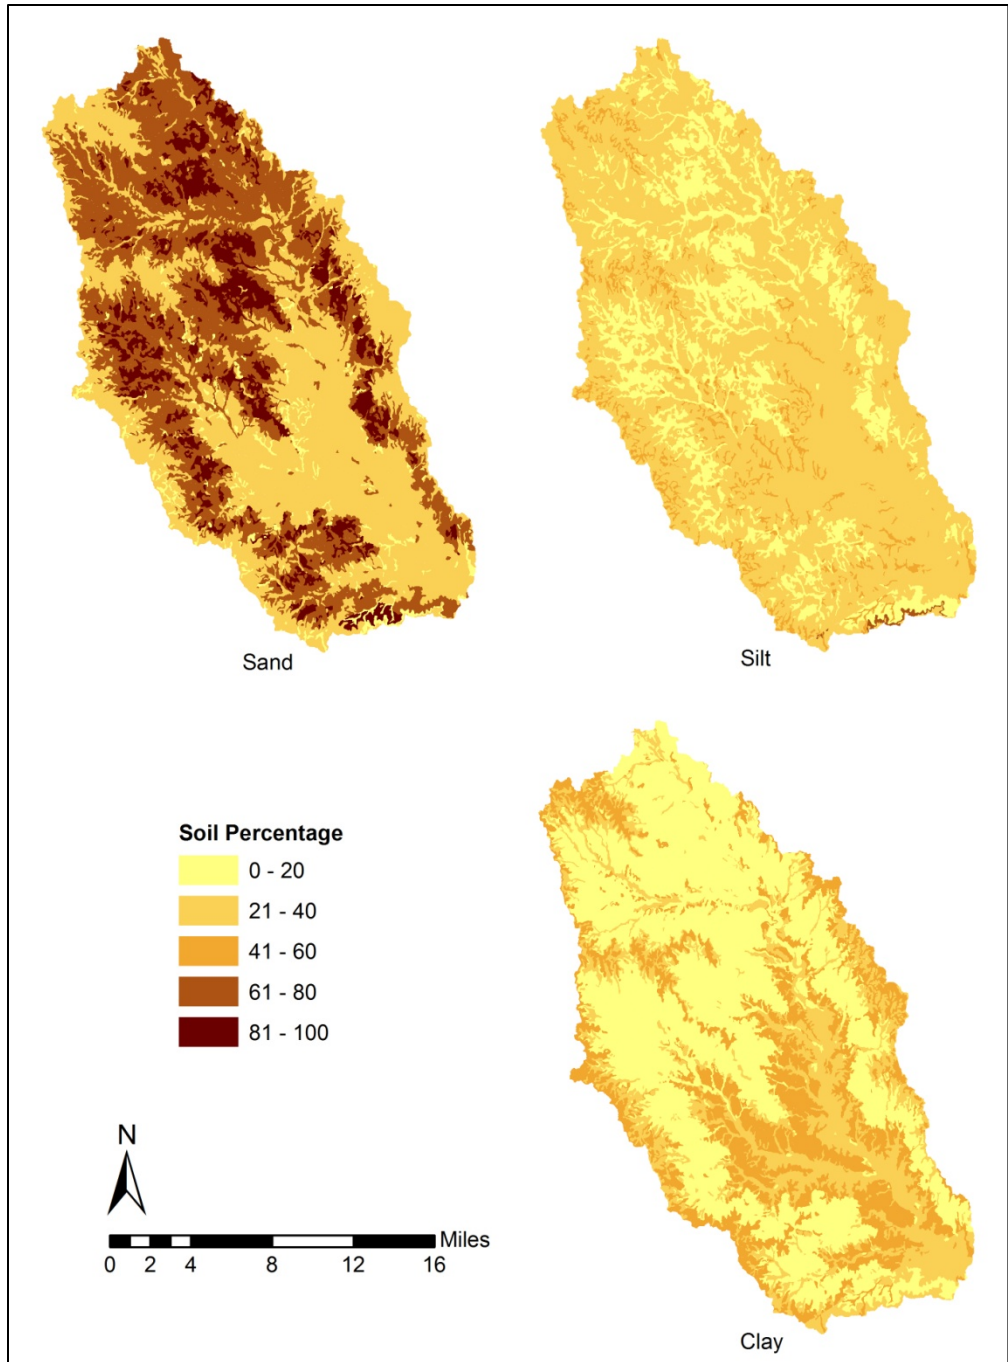 Sand
Silt
Soil Percentage
0 - 20
21 - 40
41 - 60
61 - 80
81 - 100
N
Miles
0 2 4 8 12 16
Clay